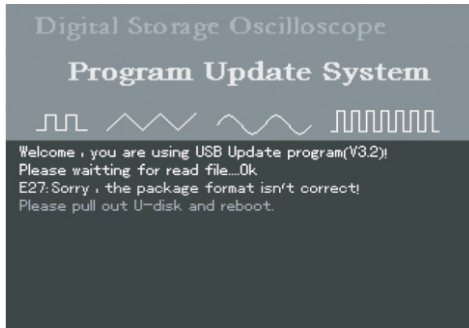 Digital Storage Oscilloscope
Program Update System
Welcome , you are using USB Update program(V3.2)!
Please waitting for read file....Ok
E27:Sorry , the package format isn't correct!
Please pull out U-disk and reboot.